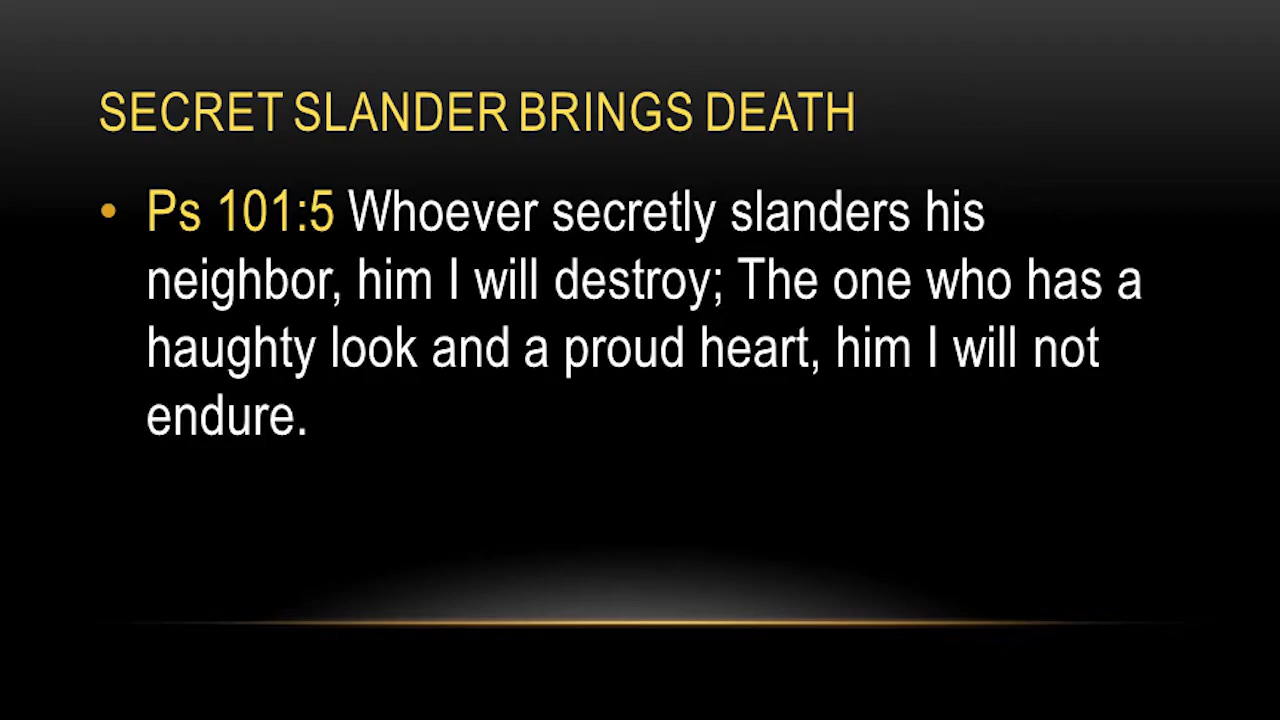 SECRET SLANDER BRINGS DEATH
• Ps 101:5 Whoever secretly slanders his
neighbor, him I will destroy; The one who has a
haughty look and a proud heart, him I will not
endure.